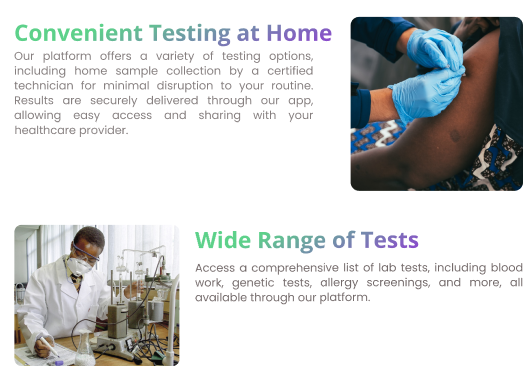 Convenient Testing at Home
Our platform offers a variety of testing options,
including home sample collection by a certified
technician for minimal disruption to your routine.
Results are securely delivered through our app,
allowing easy access and sharing with your
healthcare provider.
Wide Range of Tests
Access a comprehensive list of lab tests, including blood
work, genetic tests, allergy screenings, and more, all
available through our platform.